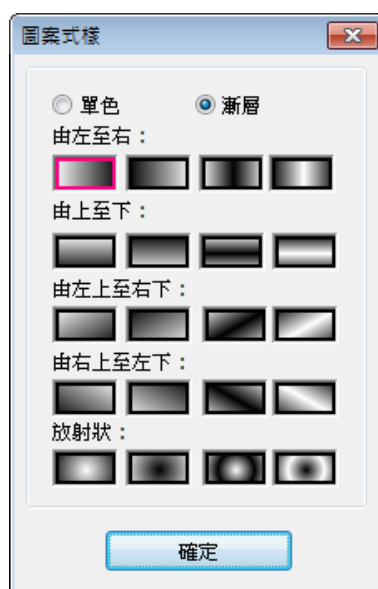 圖案式樣
單色 漸層
由左至右：
由上至下：
由左上至右下：
由右上至左下：
放射狀：
確定